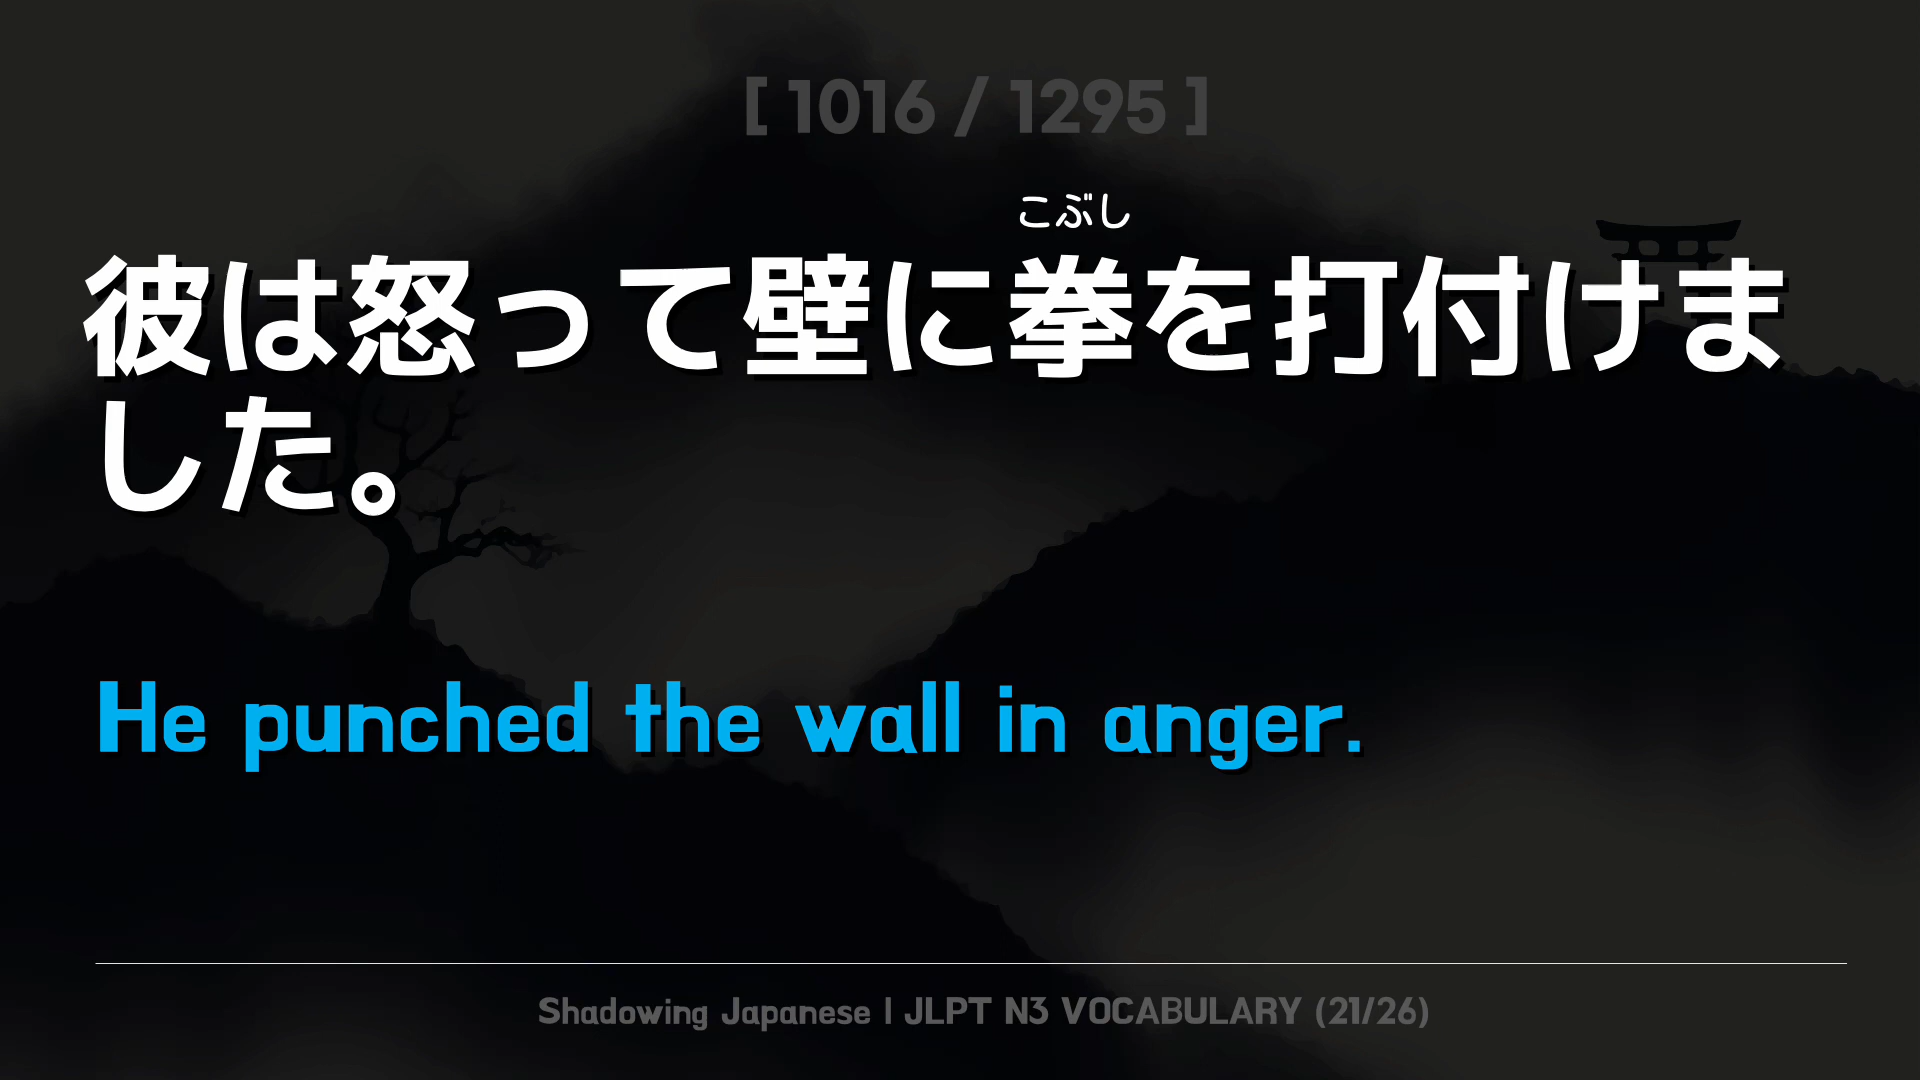 [ 1016 / 1295 ]
こぶし
彼は怒って壁に拳を打付けま
した。
He punched the wall in anger.
Shadowing Japanese | JLPT N3 VOCABULARY (21/26)